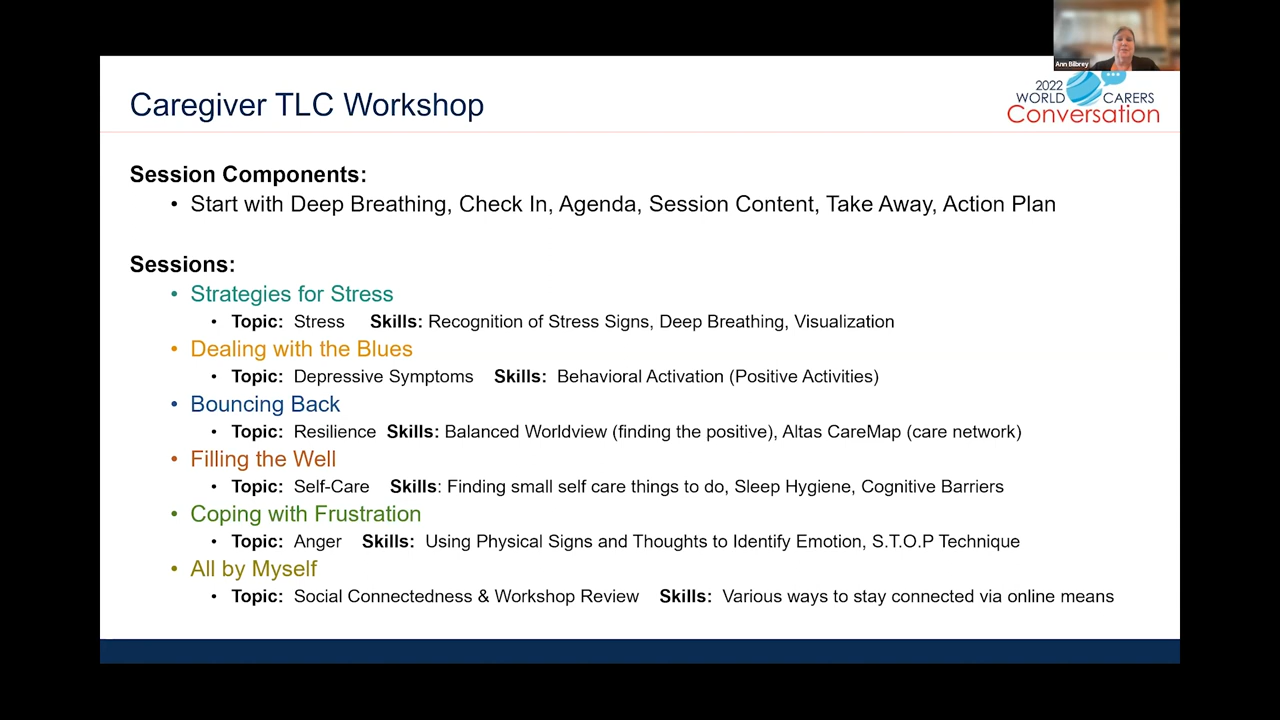 Ann Bilbrey
Caregiver TLC Workshop
2022
WORLD CARERS
Conversation
Session Components:
• Start with Deep Breathing, Check In, Agenda, Session Content, Take Away, Action Plan
Sessions:
• Strategies for Stress
• Topic: Stress Skills: Recognition of Stress Signs, Deep Breathing, Visualization
• Dealing with the Blues
• Topic: Depressive Symptoms Skills: Behavioral Activation (Positive Activities)
• Bouncing Back
• Topic: Resilience Skills: Balanced Worldview (finding the positive), Altas CareMap (care network)
• Filling the Well
• Topic: Self-Care Skills: Finding small self care things to do, Sleep Hygiene, Cognitive Barriers
• Coping with Frustration
• Topic: Anger Skills: Using Physical Signs and Thoughts to Identify Emotion, S.T.O.P Technique
• All by Myself
• Topic: Social Connectedness & Workshop Review Skills: Various ways to stay connected via online means